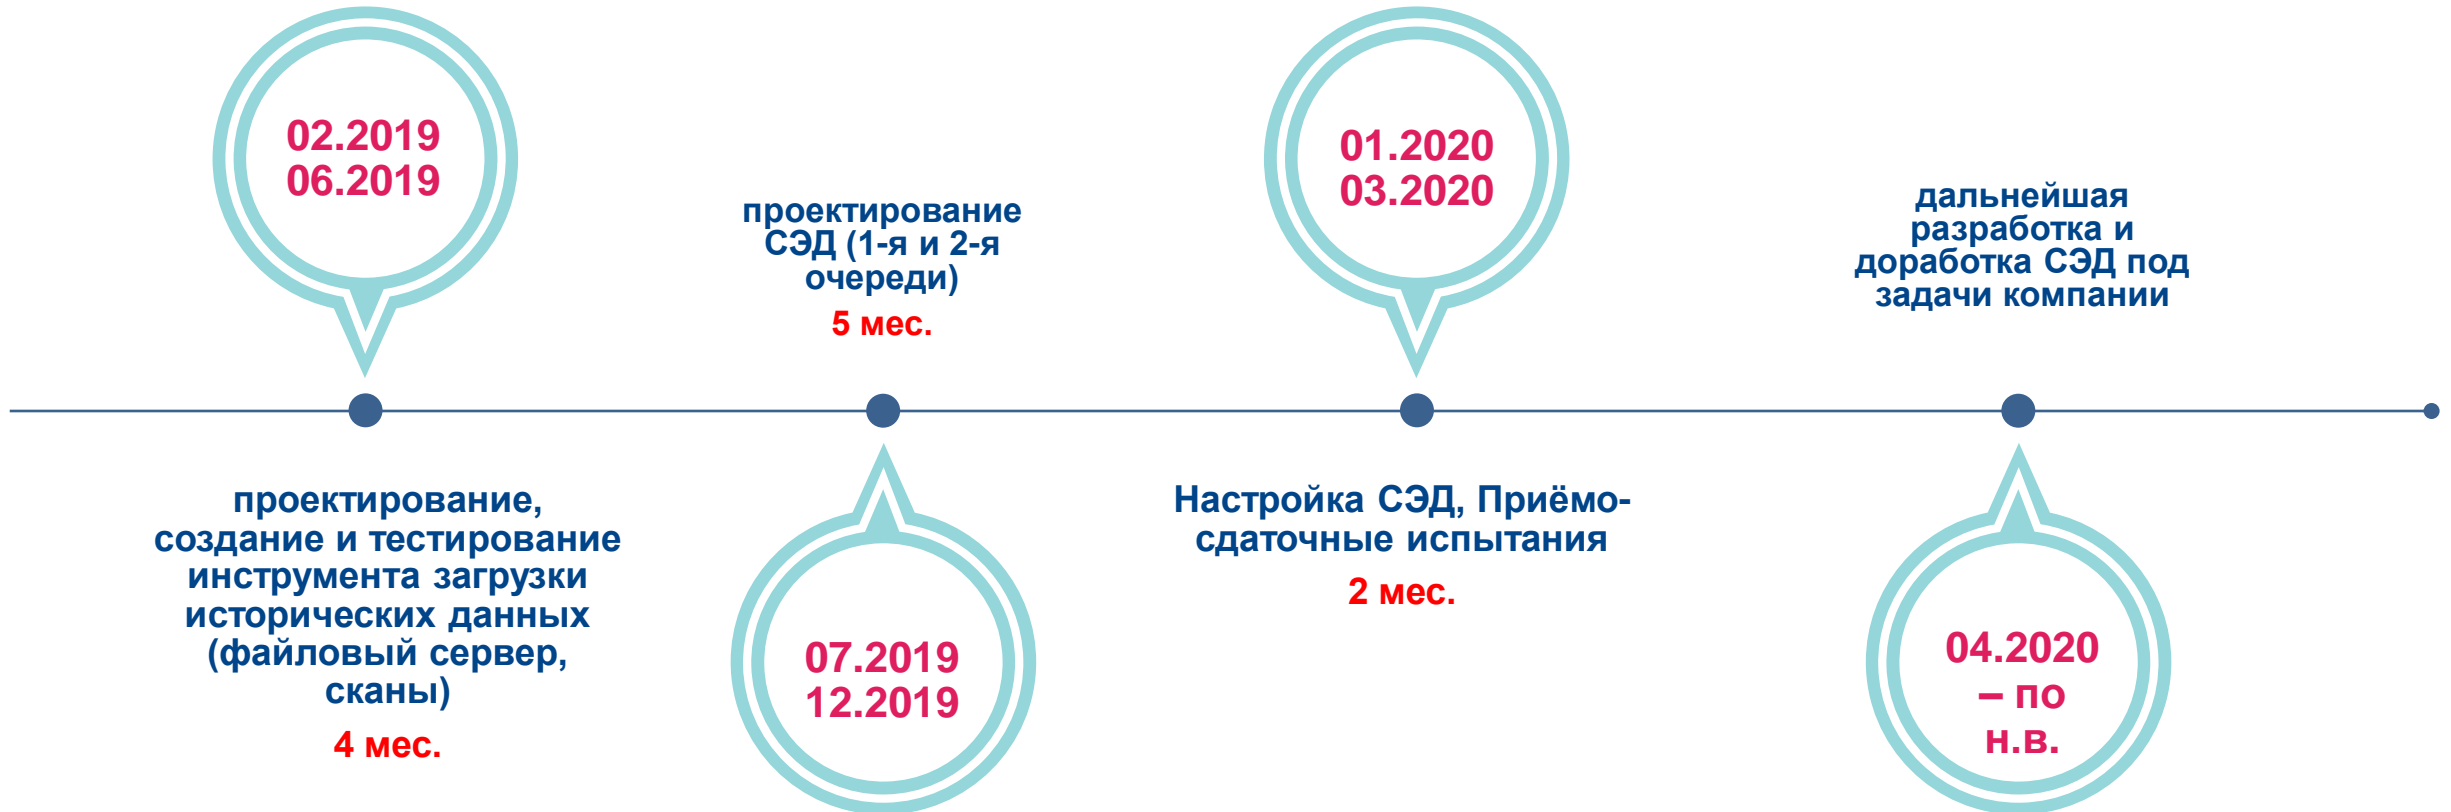 02.2019
06.2019
проектирование,
создание и тестирование
инструмента загрузки
исторических данных
(файловый сервер,
сканы)
4 мес.
проектирование
СЭД (1-я и 2-я
очереди)
5 мес.
07.2019
12.2019
01.2020
03.2020
Настройка СЭД, Приёмо-
сдаточные испытания
2 мес.
дальнейшая
разработка и
доработка СЭД под
задачи компании
04.2020
– по
н.в.